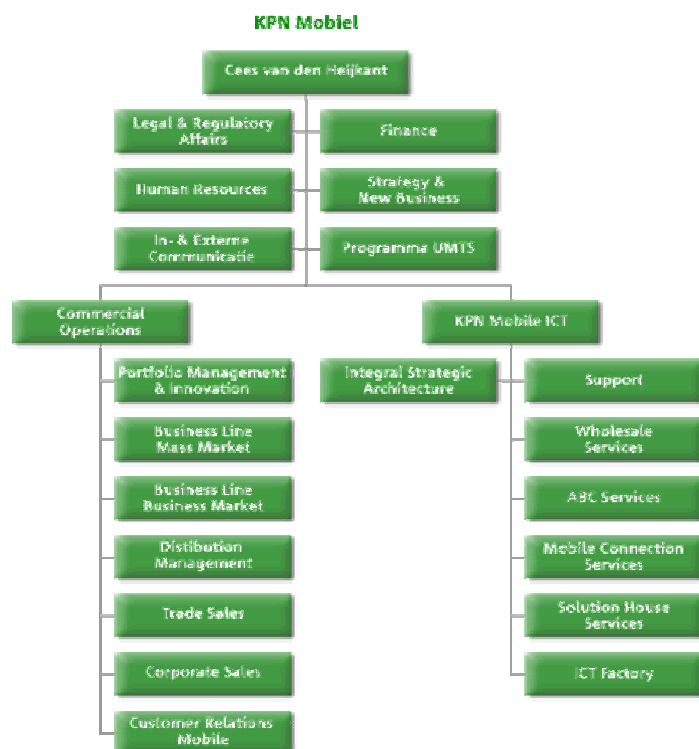 KPN Mobiel
Cees van den Heijkant
Legal & Regulatory
Affairs
Finance
Human Resources
Strategy &
New Business
In- & Externe
Communicatie
Programma UMTS
Commercial
Operations
KPN Mobile ICT
Portfolio Management
& Innovation
Integral Strategic
Architecture
Support
Business Line
Mass Market
Wholesale
Services
Business Line
Business Market
ABC Services
Distibution
Management
Mobile Connection
Services
Trade Sales
Solution House
Services
Corporate Sales
ICT Factory
Customer Relations
Mobile